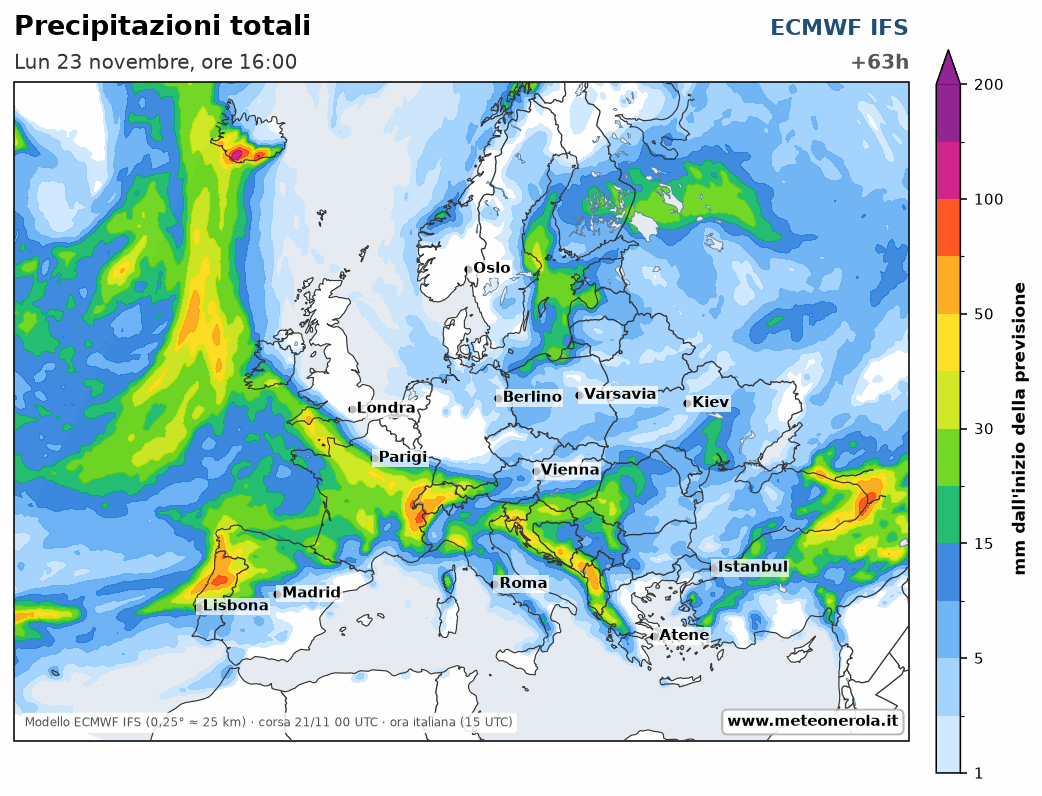 Precipitazioni totali
ECMWF IFS
Lun 23 novembre, ore 16:00
+63h
200
100
50
30
15
5
1
mm dall'inizio della previsione
Oslo
Londra
Berlino
Varsavia
Kiev
Parigi
Vienna
Istanbul
Roma
Madrid
Lisbona
Atene
Modello ECMWF IFS (0,25° ≈ 25 km) · corsa 21/11 00 UTC · ora italiana (15 UTC)
www.meteonerola.it